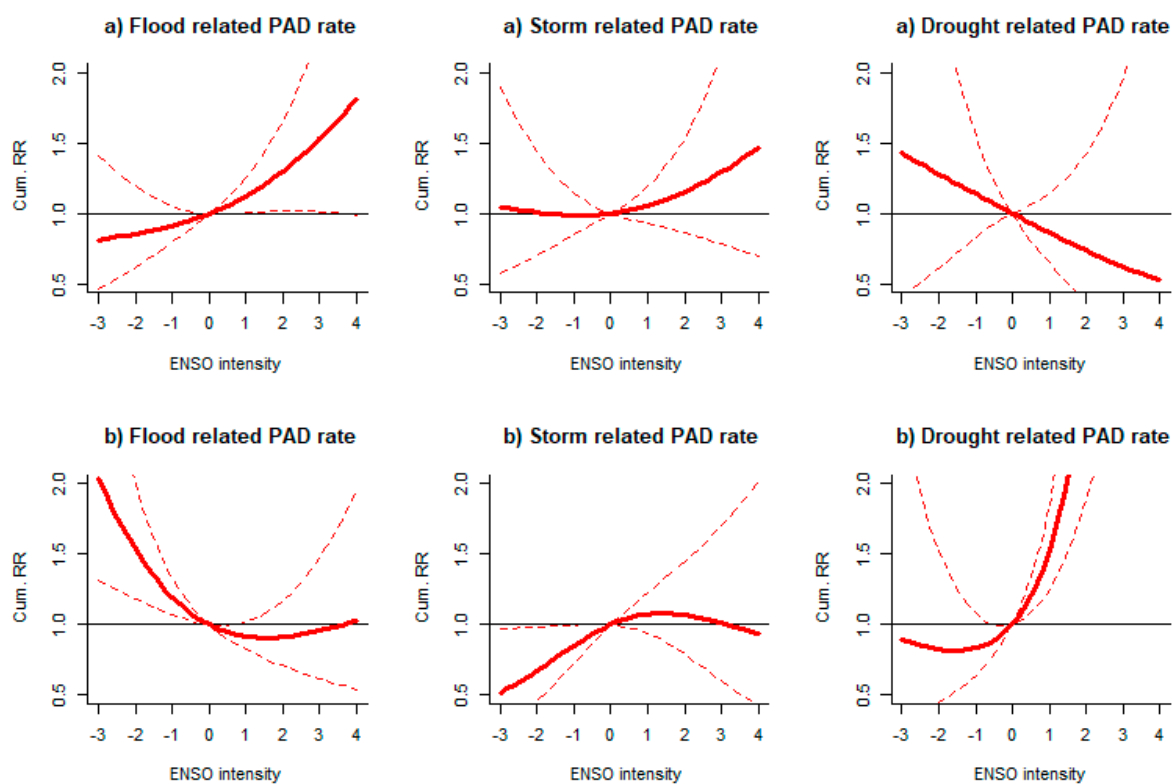 a) Flood related PAD rate
Cum. RR
2.0
1.5
1.0
0.5
-3 -2 -1 0 1 2 3 4
ENSO intensity
a) Storm related PAD rate
Cum. RR
2.0
1.5
1.0
0.5
-3 -2 -1 0 1 2 3 4
ENSO intensity
a) Drought related PAD rate
Cum. RR
2.0
1.5
1.0
0.5
-3 -2 -1 0 1 2 3 4
ENSO intensity
b) Flood related PAD rate
Cum. RR
2.0
1.5
1.0
0.5
-3 -2 -1 0 1 2 3 4
ENSO intensity
b) Storm related PAD rate
Cum. RR
2.0
1.5
1.0
0.5
-3 -2 -1 0 1 2 3 4
ENSO intensity
b) Drought related PAD rate
Cum. RR
2.0
1.5
1.0
0.5
-3 -2 -1 0 1 2 3 4
ENSO intensity